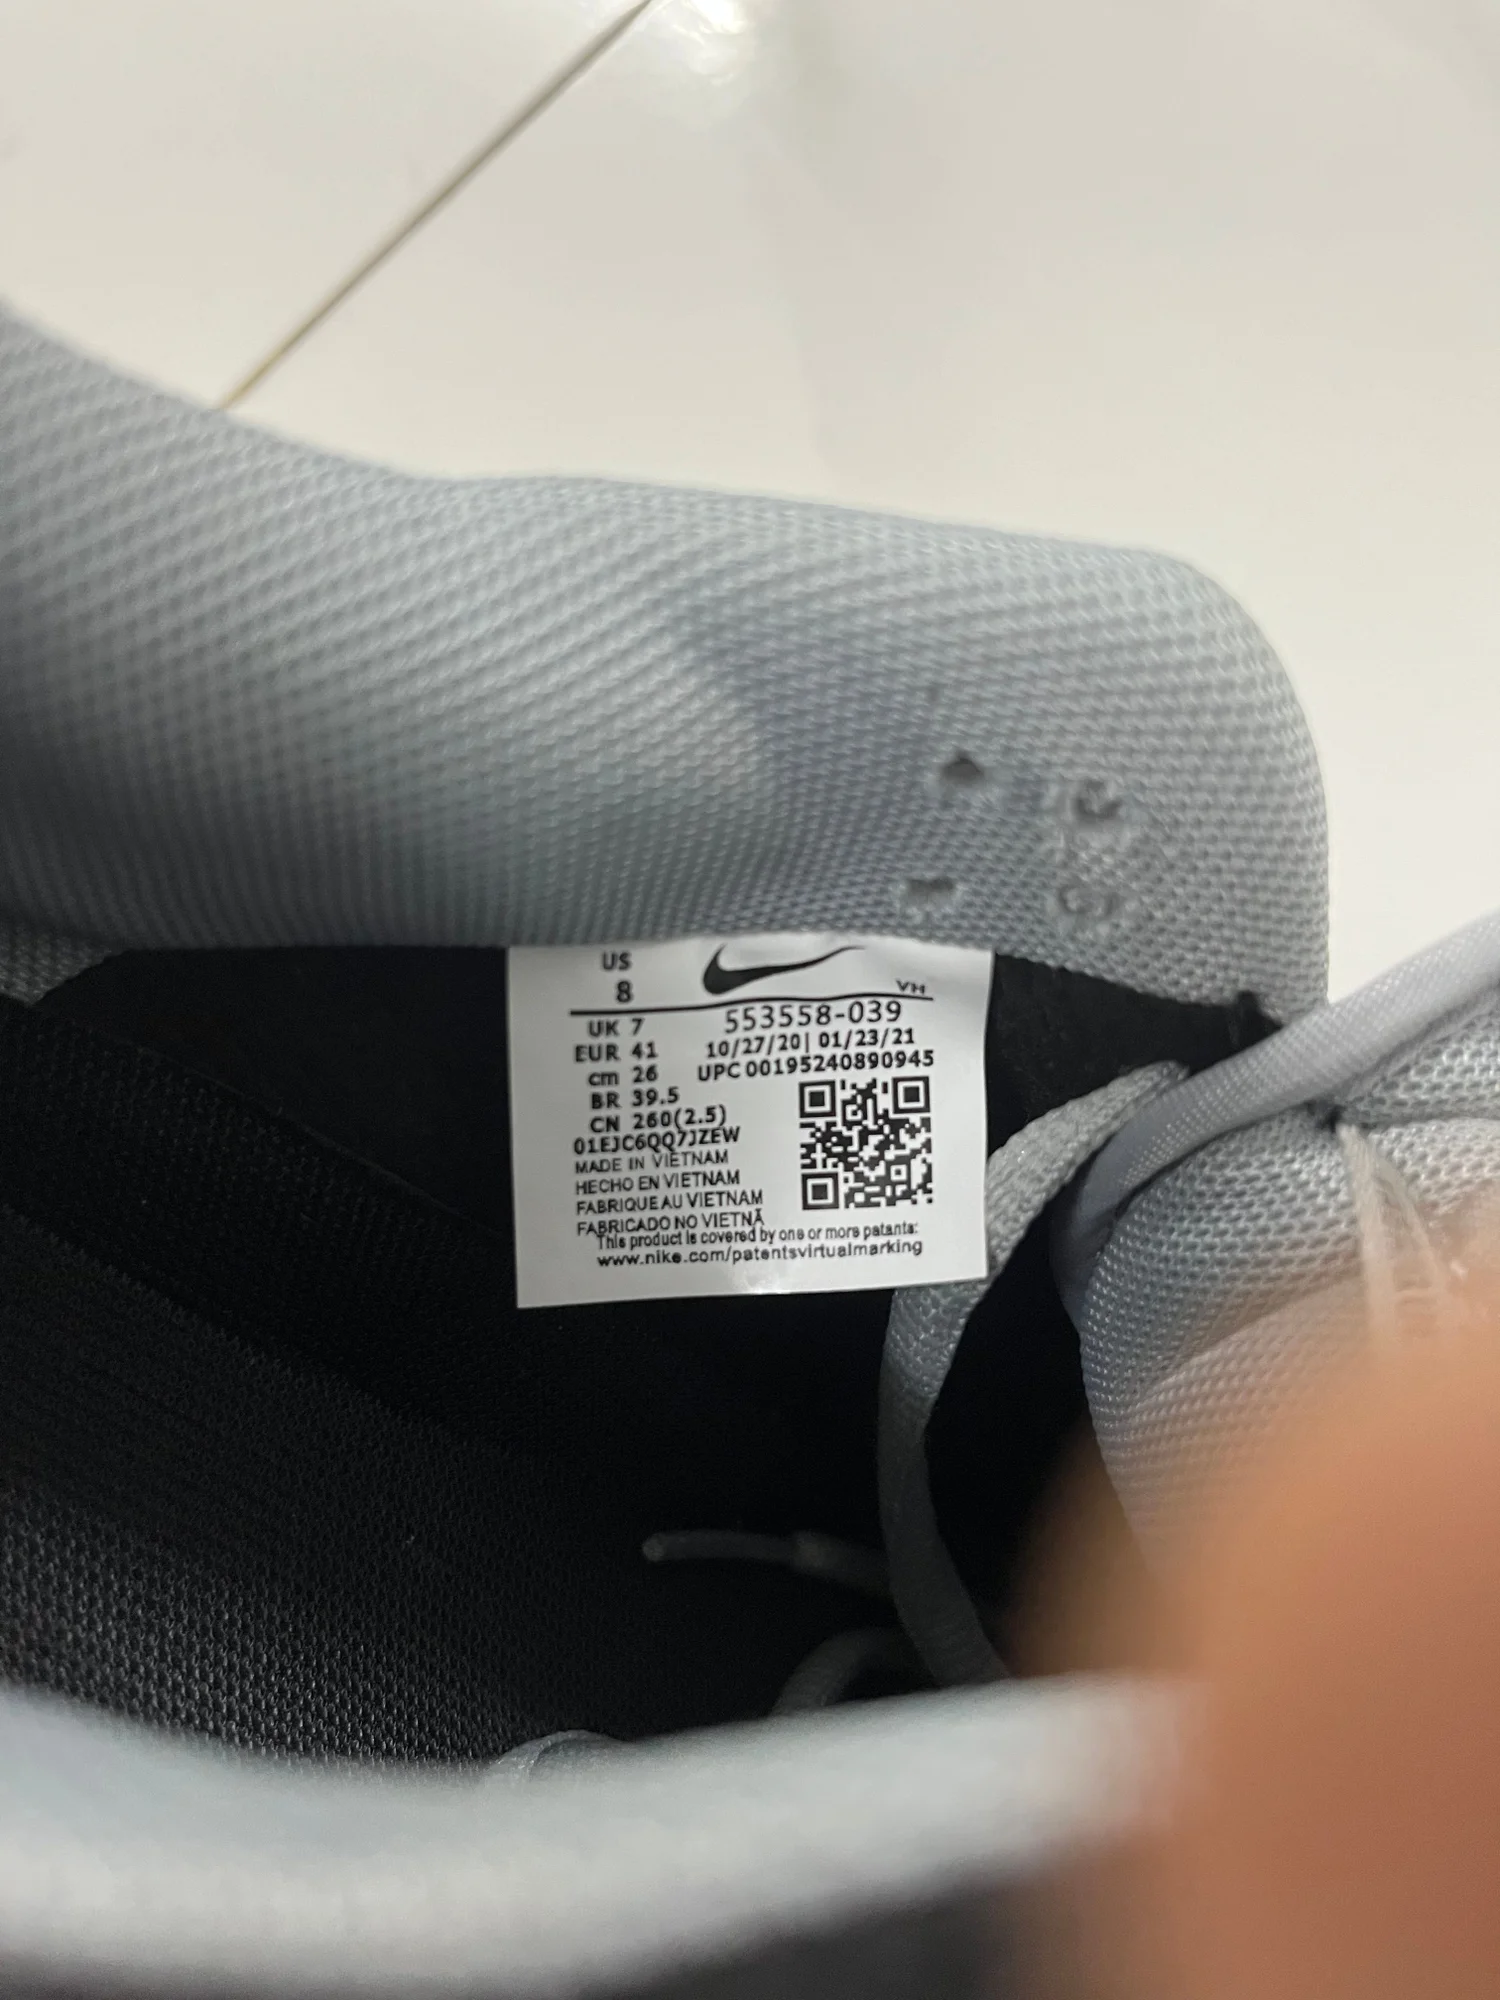 US
8
VH
UK 7
553558-039
EUR 41
10/27/20| 01/23/21
cm 26
UPC 00195240890945
BR 39.5
CN 260(2.5)
01EJC6QQ7JZEW
MADE IN VIETNAM
HECHO EN VIETNAM
FABRIQUE AU VIETNAM
FABRICADO NO VIETNÃ
This product is covered by one or more patents:
www.nike.com/patentsvirtualmarking